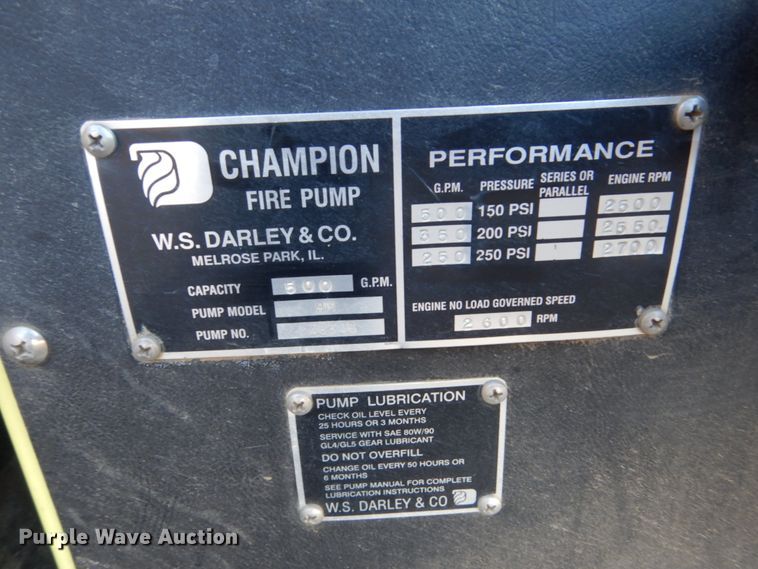 CHAMPION
FIRE PUMP
W.S. DARLEY & CO.
MELROSE PARK, IL.
CAPACITY 500 G.P.M.
PUMP MODEL
PUMP NO.
PERFORMANCE
G.P.M. PRESSURE SERIES OR PARALLEL ENGINE RPM
500 150 PSI 2600
350 200 PSI
250 250 PSI 2700
ENGINE NO LOAD GOVERNED SPEED
2600 RPM
PUMP LUBRICATION
CHECK OIL LEVEL EVERY
25 HOURS OR 3 MONTHS
SERVICE WITH SAE 80W/90
GL4/GL5 GEAR LUBRICANT
DO NOT OVERFILL
CHANGE OIL EVERY 50 HOURS OR
6 MONTHS
SEE PUMP MANUAL FOR COMPLETE
LUBRICATION INSTRUCTIONS
W.S. DARLEY & CO
Purple Wave Auction